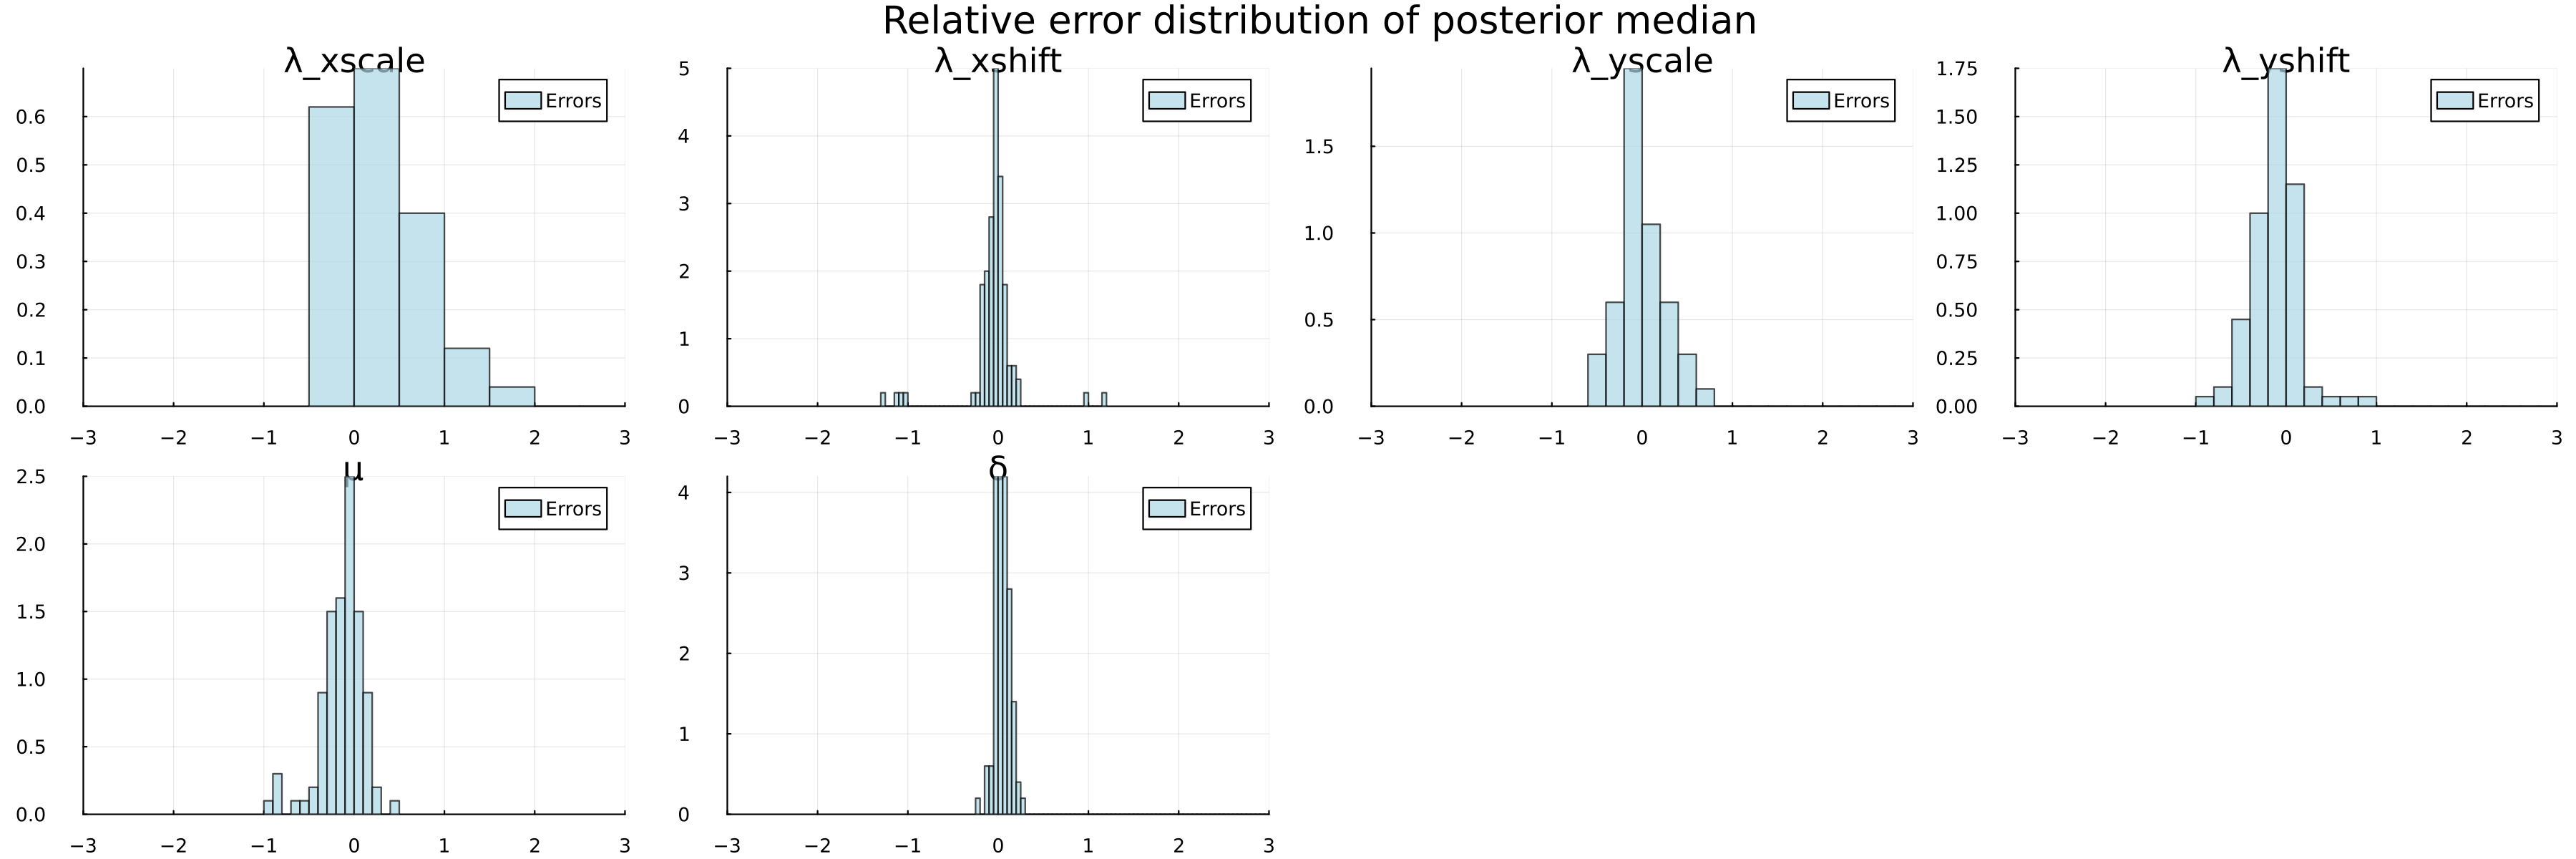 Relative error distribution of posterior median
λ_xscale
λ_xshift
λ_yscale
λ_yshift
Errors
Errors
Errors
Errors
0.6
0.5
0.4
0.3
0.2
0.1
0.0
−3 −2 −1 0 1 2 3
5
4
3
2
1
0
−3 −2 −1 0 1 2 3
1.5
1.0
0.5
0.0
−3 −2 −1 0 1 2 3
1.75
1.50
1.25
1.00
0.75
0.50
0.25
0.00
−3 −2 −1 0 1 2 3
μ
δ
Errors
Errors
2.5
2.0
1.5
1.0
0.5
0.0
−3 −2 −1 0 1 2 3
4
3
2
1
0
−3 −2 −1 0 1 2 3